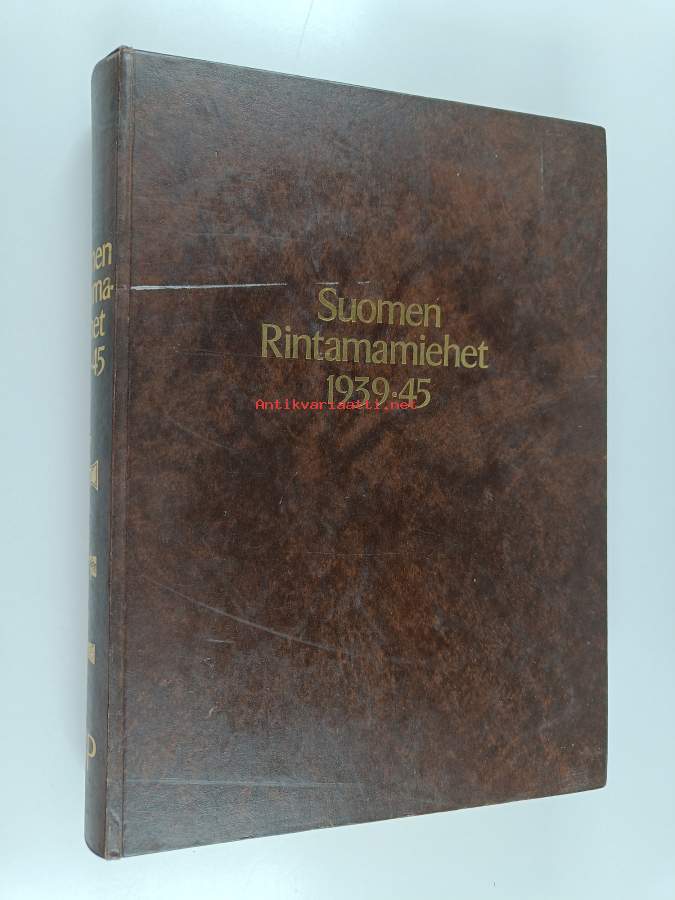 Suomen
Rintamamiehet
1939·45
Antikvariaatti.net